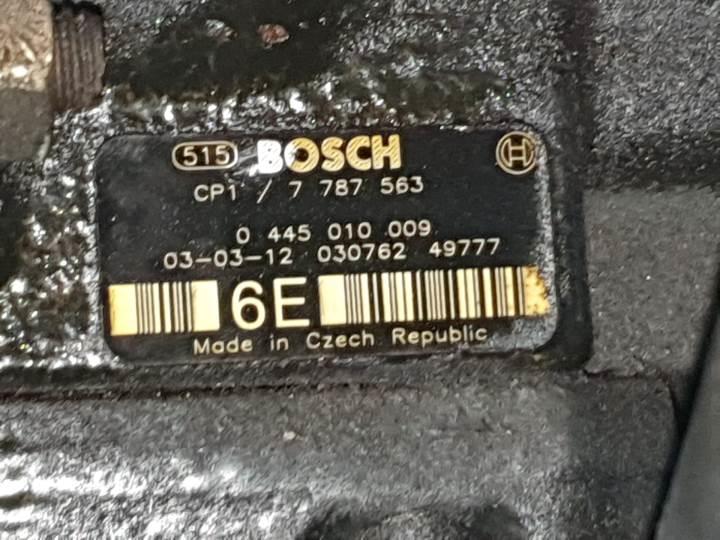 515 BOSCH
CP1 / 7 787 563
0 445 010 009
03-03-12 030762 49777
6E
Made in Czech Republic